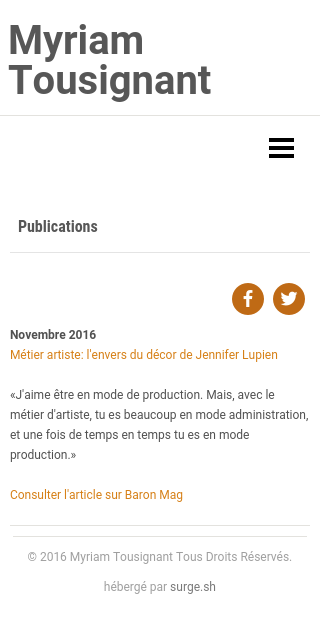 Myriam
Tousignant
Publications
Novembre 2016
Métier artiste: l'envers du décor de Jennifer Lupien
«J'aime être en mode de production. Mais, avec le
métier d'artiste, tu es beaucoup en mode administration,
et une fois de temps en temps tu es en mode
production.»
Consulter l'article sur Baron Mag
© 2016 Myriam Tousignant Tous Droits Réservés.
hébergé par surge.sh